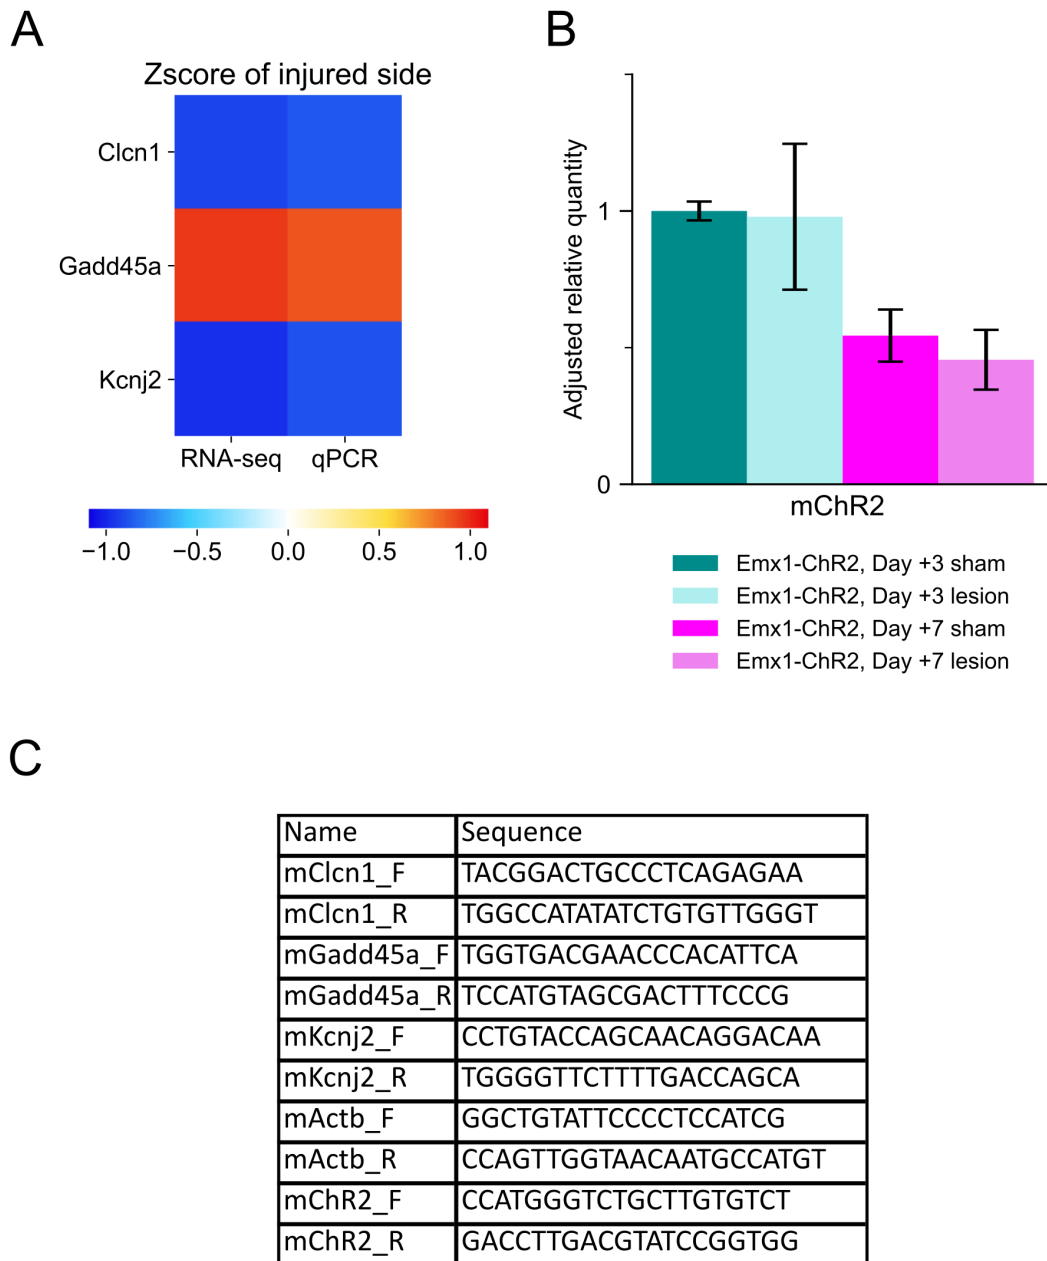 A
Zscore of injured side
Clcn1
Gadd45a
Kcnj2
RNA-seq qPCR
−1.0 −0.5 0.0 0.5 1.0
B
Adjusted relative quantity
1
0
mChR2
Emx1-ChR2, Day +3 sham
Emx1-ChR2, Day +3 lesion
Emx1-ChR2, Day +7 sham
Emx1-ChR2, Day +7 lesion
C
Name Sequence
mClcn1_F TACGGACTGCCCTCAGAGAA
mClcn1_R TGGCCATATATCTGTGTTGGGT
mGadd45a_F TGGTGACGAACCCACATTCA
mGadd45a_R TCCATGTAGCGACTTTCCCG
mKcnj2_F CCTGTACCAGCAACAGGACAA
mKcnj2_R TGGGGTTCTTTTGACCAGCA
mActb_F GGCTGTATTCCCCTCCATCG
mActb_R CCAGTTGGTAACAATGCCATGT
mChR2_F CCATGGGTCTGCTTGTGTCT
mChR2_R GACCTTGACGTATCCGGTGG